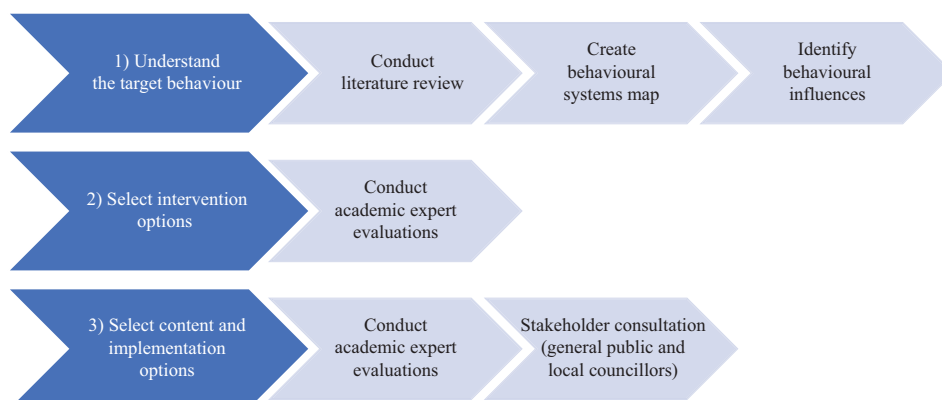 1) Understand
the target behaviour
Conduct
literature review
Create
behavioural
systems map
Identify
behavioural
influences
2) Select intervention
options
Conduct
academic expert
evaluations
3) Select content and
implementation
options
Conduct
academic expert
evaluations
Stakeholder consultation
(general public and
local councillors)